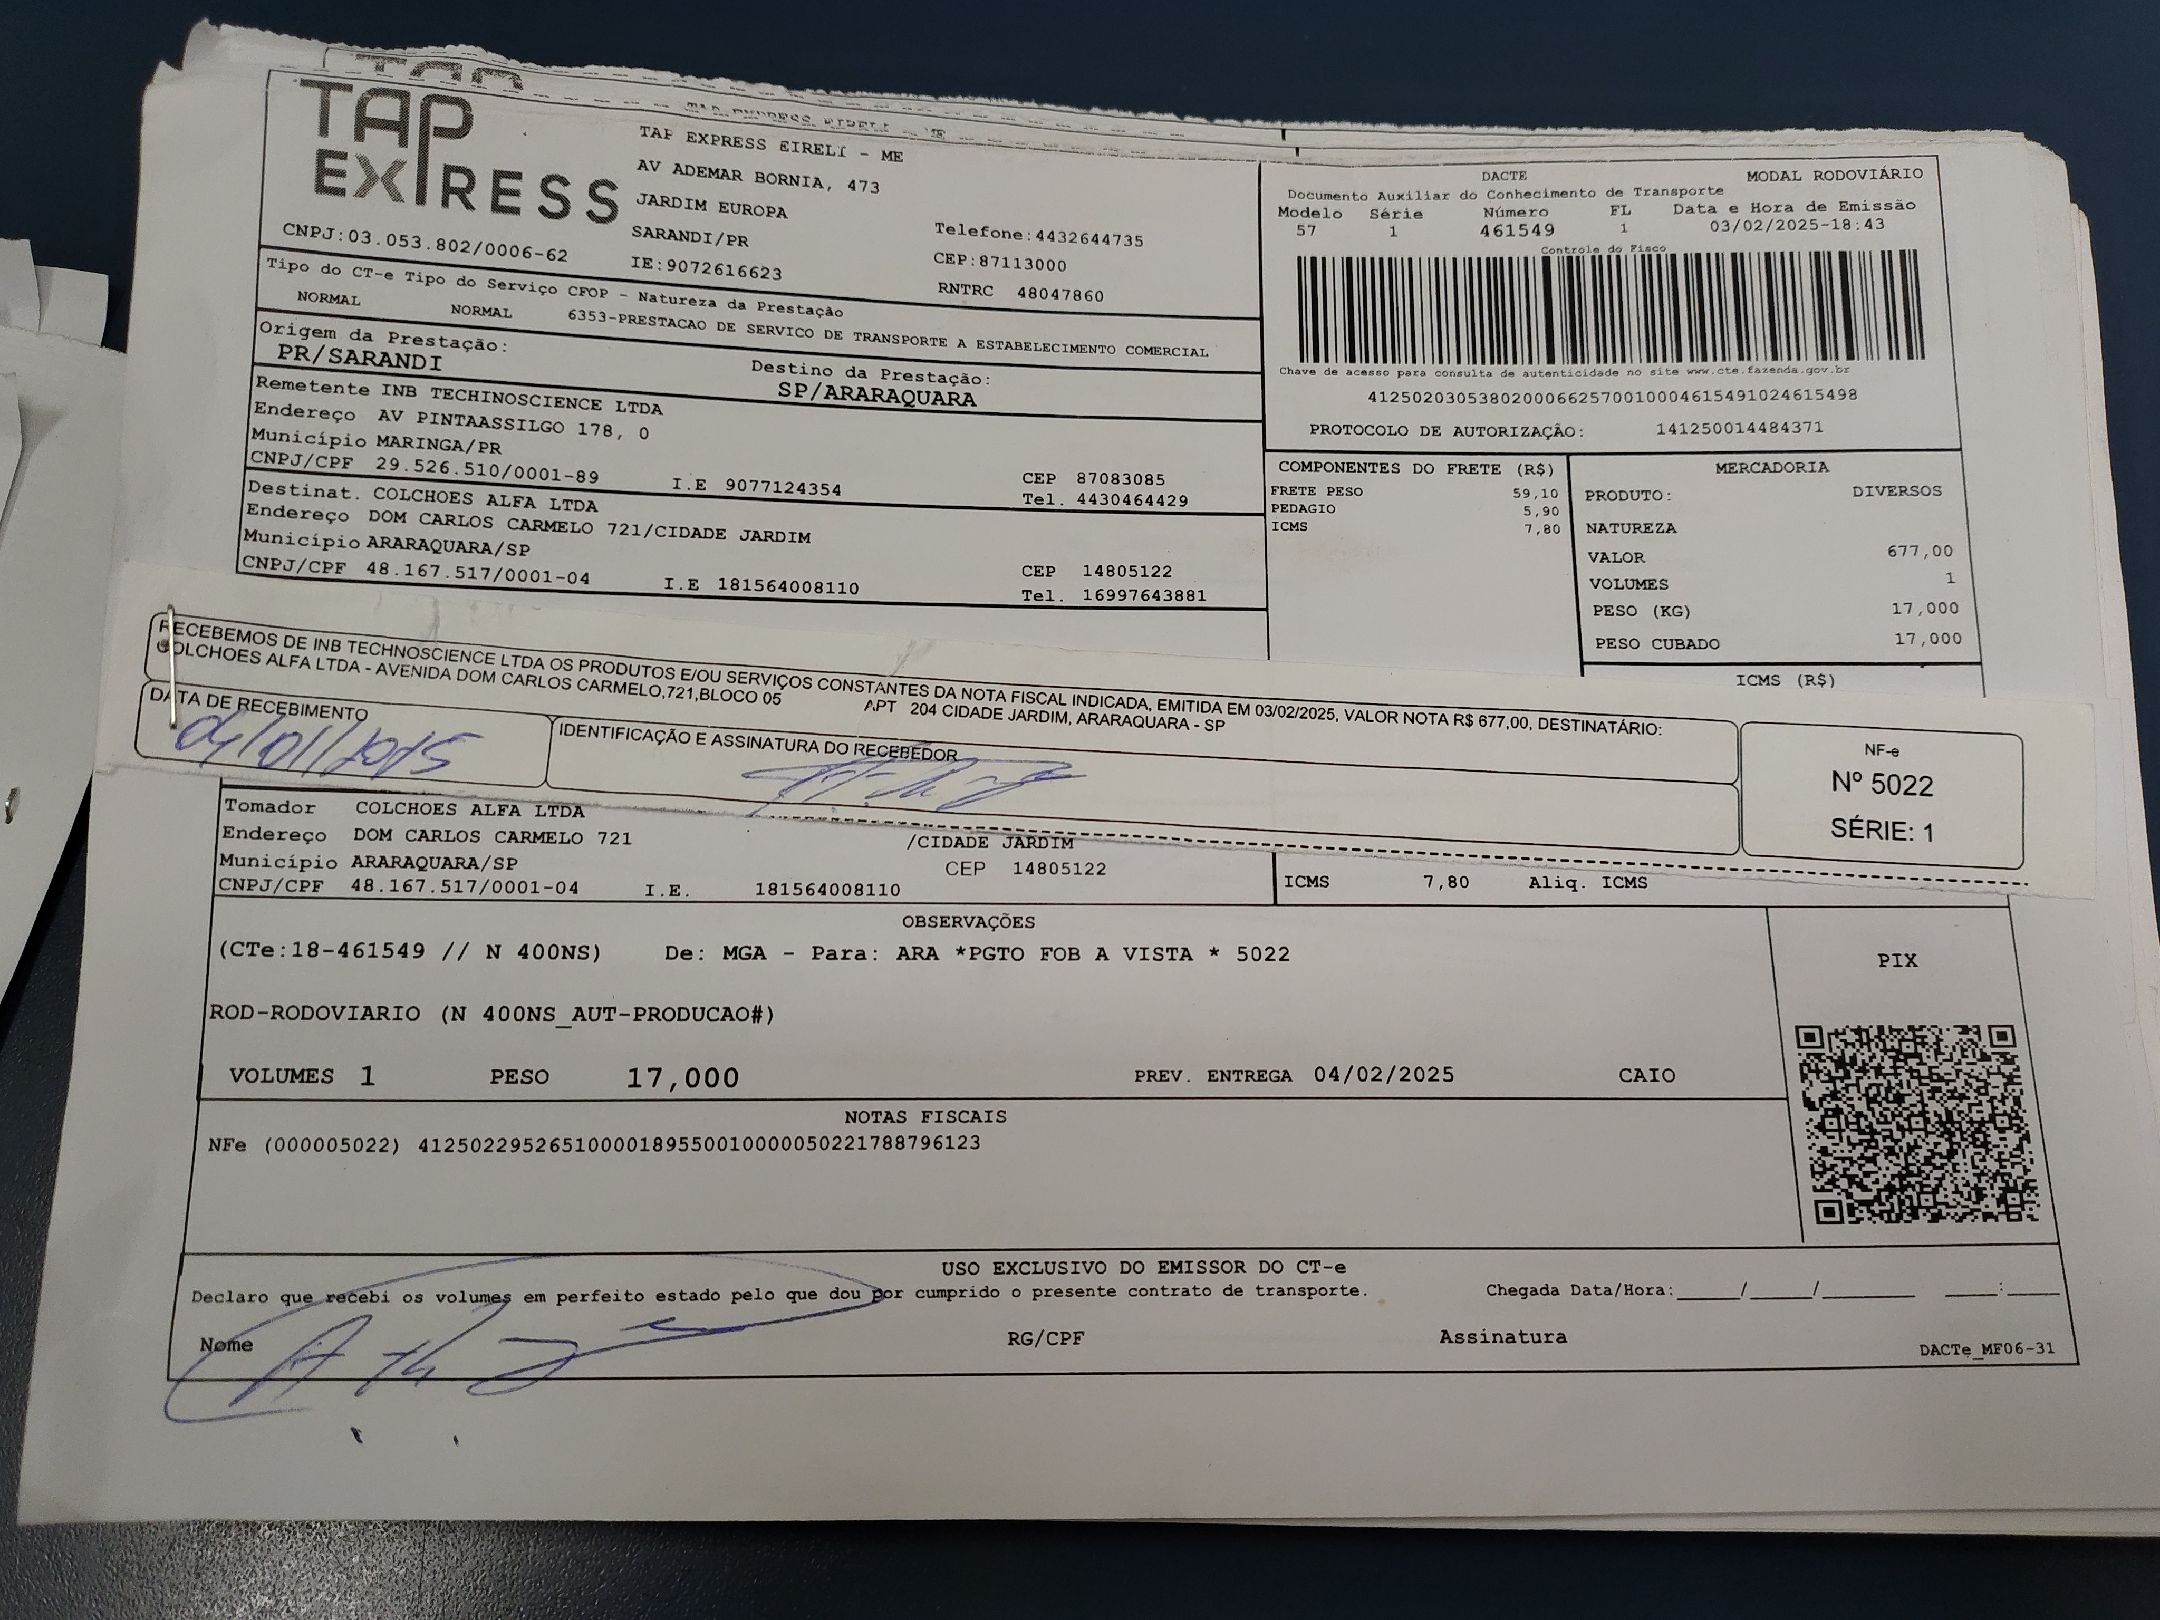 TAP EXPRESS
TAP EXPRESS EIRELI - ME
AV ADEMAR BORNIA, 473
JARDIM EUROPA
SARANDI/PR
Telefone:4432644735
CNPJ:03.053.802/0006-62
IE:9072616623
CEP:87113000
RNTRC 48047860
DACTE
MODAL RODOVIÁRIO
Documento Auxiliar do Conhecimento de Transporte
Modelo Série Número FL Data e Hora de Emissão
57 1 461549 1 03/02/2025-18:43
Controle do Fisco
Chave de acesso para consulta de autenticidade no site www.cte.fazenda.gov.br
41250203053802000662570010004615491024615498
PROTOCOLO DE AUTORIZAÇÃO: 141250014484371
Tipo do CT-e Tipo do Serviço CFOP - Natureza da Prestação
NORMAL NORMAL 6353-PRESTACAO DE SERVICO DE TRANSPORTE A ESTABELECIMENTO COMERCIAL
Origem da Prestação:
PR/SARANDI
Destino da Prestação:
SP/ARARAQUARA
Remetente INB TECHINOSCIENCE LTDA
Endereço AV PINTAASSILGO 178, 0
Município MARINGA/PR
CNPJ/CPF 29.526.510/0001-89 I.E 9077124354
CEP 87083085
Tel. 4430464429
Destinat. COLCHOES ALFA LTDA
Endereço DOM CARLOS CARMELO 721/CIDADE JARDIM
Município ARARAQUARA/SP
CNPJ/CPF 48.167.517/0001-04 I.E 181564008110
CEP 14805122
Tel. 16997643881
COMPONENTES DO FRETE (R$)
FRETE PESO 59,10
PEDAGIO 5,90
ICMS 7,80
MERCADORIA
PRODUTO: DIVERSOS
NATUREZA
VALOR 677,00
VOLUMES 1
PESO (KG) 17,000
PESO CUBADO 17,000
ICMS (R$)
RECEBEMOS DE INB TECHNOSCIENCE LTDA OS PRODUTOS E/OU SERVIÇOS CONSTANTES DA NOTA FISCAL INDICADA, EMITIDA EM 03/02/2025, VALOR NOTA R$ 677,00, DESTINATÁRIO:
COLCHOES ALFA LTDA - AVENIDA DOM CARLOS CARMELO,721,BLOCO 05 APT 204 CIDADE JARDIM, ARARAQUARA - SP
DATA DE RECEBIMENTO
IDENTIFICAÇÃO E ASSINATURA DO RECEBEDOR
NF-e
Nº 5022
SÉRIE: 1
Tomador COLCHOES ALFA LTDA
Endereço DOM CARLOS CARMELO 721 /CIDADE JARDIM
Município ARARAQUARA/SP CEP 14805122
CNPJ/CPF 48.167.517/0001-04 I.E. 181564008110
ICMS 7,80 Aliq. ICMS
OBSERVAÇÕES
(CTe:18-461549 // N 400NS) De: MGA - Para: ARA *PGTO FOB A VISTA * 5022
PIX
ROD-RODOVIARIO (N 400NS_AUT-PRODUCAO#)
VOLUMES 1 PESO 17,000 PREV. ENTREGA 04/02/2025 CAIO
NOTAS FISCAIS
NFe (000005022) 41250229526510000189550010000050221788796123
USO EXCLUSIVO DO EMISSOR DO CT-e
Declaro que recebi os volumes em perfeito estado pelo que dou por cumprido o presente contrato de transporte.
Chegada Data/Hora:_____/_____/________ ____:____
Nome RG/CPF Assinatura
DACTe_MF06-31